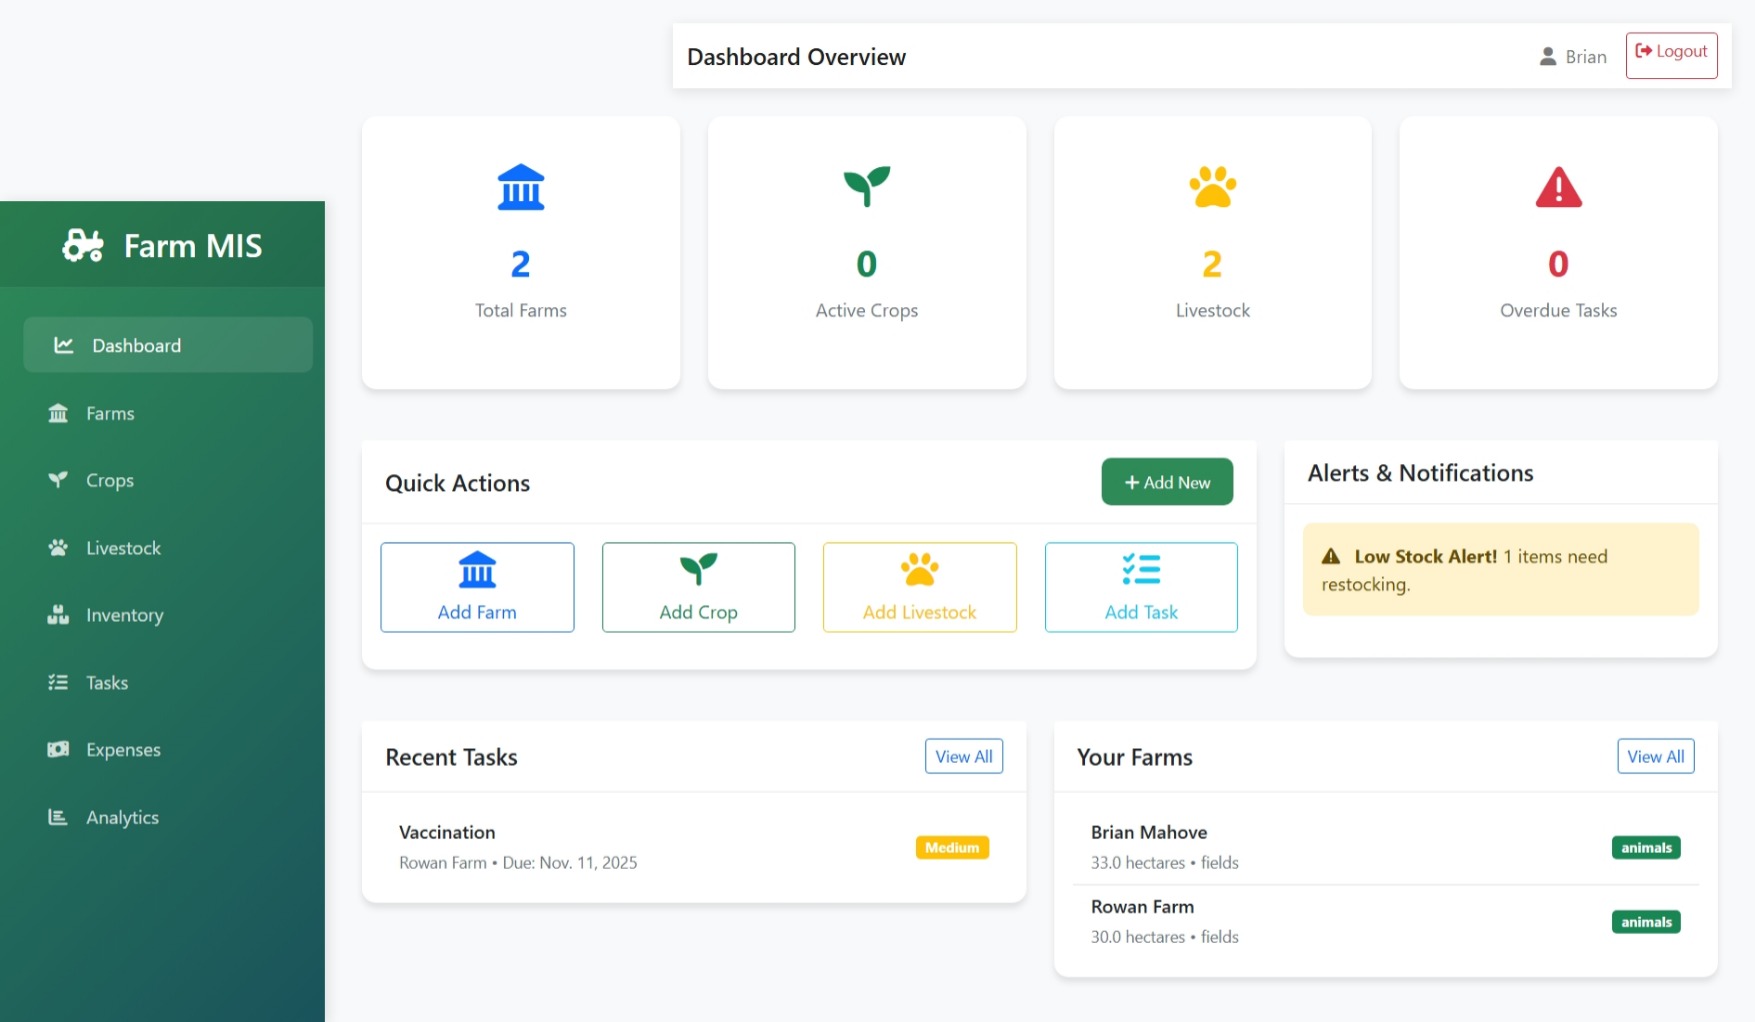 Dashboard Overview
Brian
Logout
Farm MIS
Dashboard
Farms
Crops
Livestock
Inventory
Tasks
Expenses
Analytics
2
Total Farms
0
Active Crops
2
Livestock
0
Overdue Tasks
Quick Actions
+ Add New
Add Farm
Add Crop
Add Livestock
Add Task
Alerts & Notifications
Low Stock Alert! 1 items need
restocking.
Recent Tasks
View All
Vaccination
Rowan Farm • Due: Nov. 11, 2025
Medium
Your Farms
View All
Brian Mahove
33.0 hectares • fields
animals
Rowan Farm
30.0 hectares • fields
animals